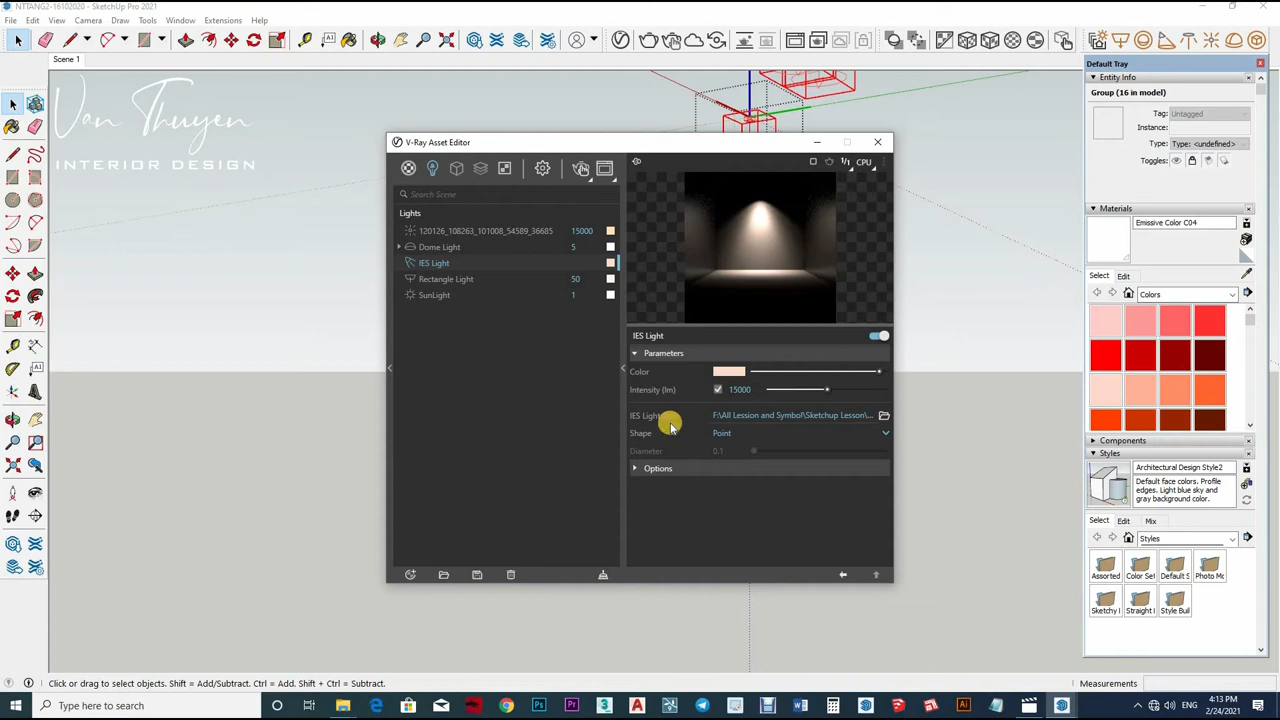 NTTANG2-16102020 - SketchUp Pro 2021
File Edit View Camera Draw Tools Window Extensions Help
Scene 1
Van Thuyen
INTERIOR DESIGN
V-Ray Asset Editor
Search Scene
Lights
120126_108263_101008_54589_36685 15000
Dome Light 5
IES Light
Rectangle Light 50
SunLight 1
1/1
CPU
IES Light
Parameters
Color
Intensity (lm) 15000
IES Light F:\All Lession and Symbol\Sketchup Lesson\...
Shape Point
Diameter 0.1
Options
Default Tray
Entity Info
Group (16 in model)
Tag: Untagged
Instance:
Type: Type: <undefined>
Toggles:
Materials
Emissive Color C04
Select Edit
Colors
Components
Styles
Architectural Design Style2
Default face colors. Profile
edges. Light blue sky and
gray background color.
Select Edit Mix
Styles
Assorted Color Se Default S Photo Mo
Sketchy Straight Style Buil
Click or drag to select objects. Shift = Add/Subtract. Ctrl = Add. Shift + Ctrl = Subtract.
Measurements
Type here to search
ENG
4:13 PM
2/24/2021